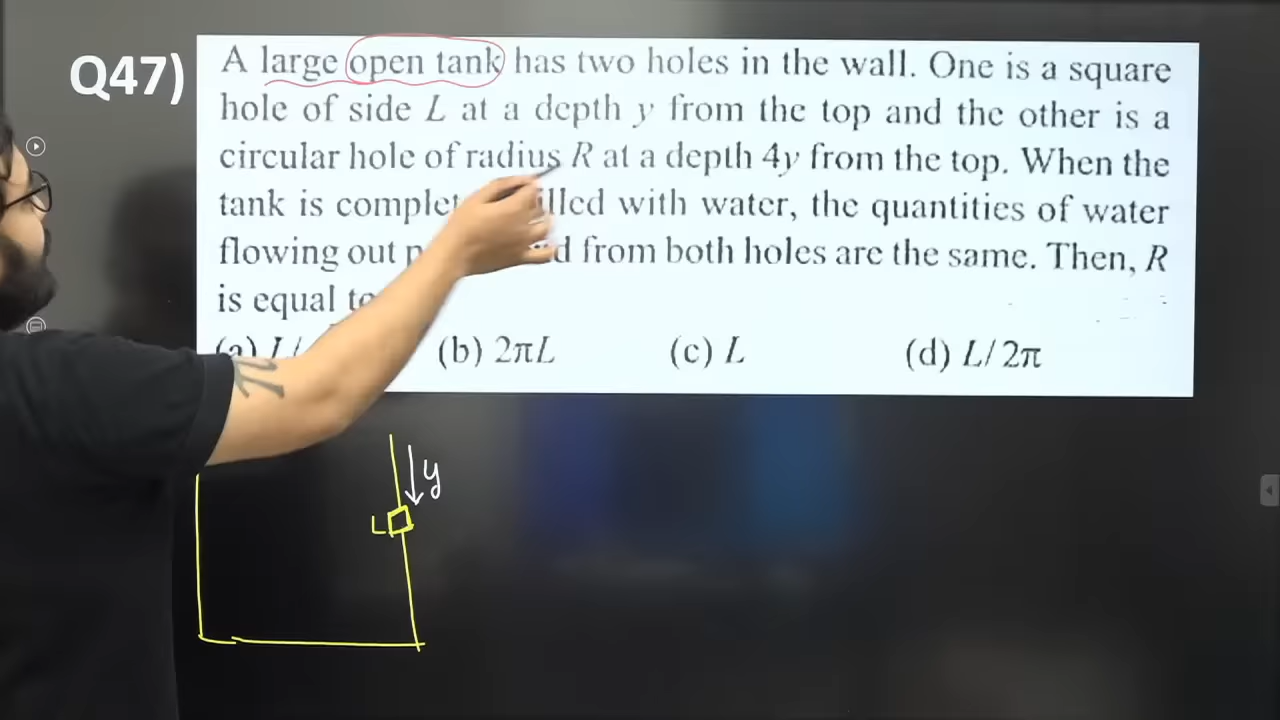 Q47)
A large open tank has two holes in the wall. One is a square
hole of side L at a depth y from the top and the other is a
circular hole of radius R at a depth 4y from the top. When the
tank is with water, the quantities of water
flowing out from both holes are the same. Then, R
is equal
(a) L/ (b) 2πL (c) L (d) L/2π
y
L
π